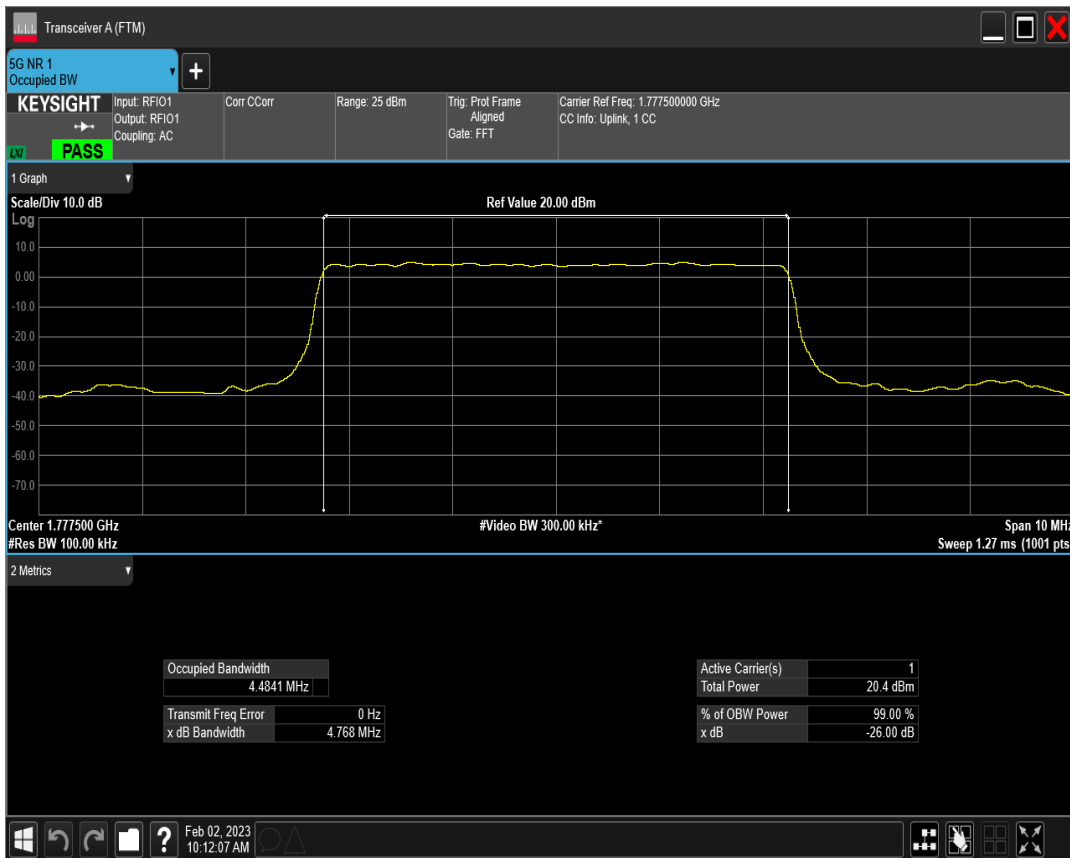 Transceiver A (FTM)
5G NR 1
Occupied BW
+
KEYSIGHT
LXI
PASS
Input: RFIO1
Output: RFIO1
Coupling: AC
Corr CCorr
Range: 25 dBm
Trig: Prot Frame
Aligned
Gate: FFT
Carrier Ref Freq: 1.777500000 GHz
CC Info: Uplink, 1 CC
1 Graph
Scale/Div 10.0 dB
Ref Value 20.00 dBm
Log
10.0
0.00
-10.0
-20.0
-30.0
-40.0
-50.0
-60.0
-70.0
Center 1.777500 GHz
#Video BW 300.00 kHz*
Span 10 MHz
#Res BW 100.00 kHz
Sweep 1.27 ms (1001 pts
2 Metrics
Occupied Bandwidth
4.4841 MHz
Transmit Freq Error 0 Hz
x dB Bandwidth 4.768 MHz
Active Carrier(s) 1
Total Power 20.4 dBm
% of OBW Power 99.00 %
x dB -26.00 dB
?
Feb 02, 2023
10:12:07 AM